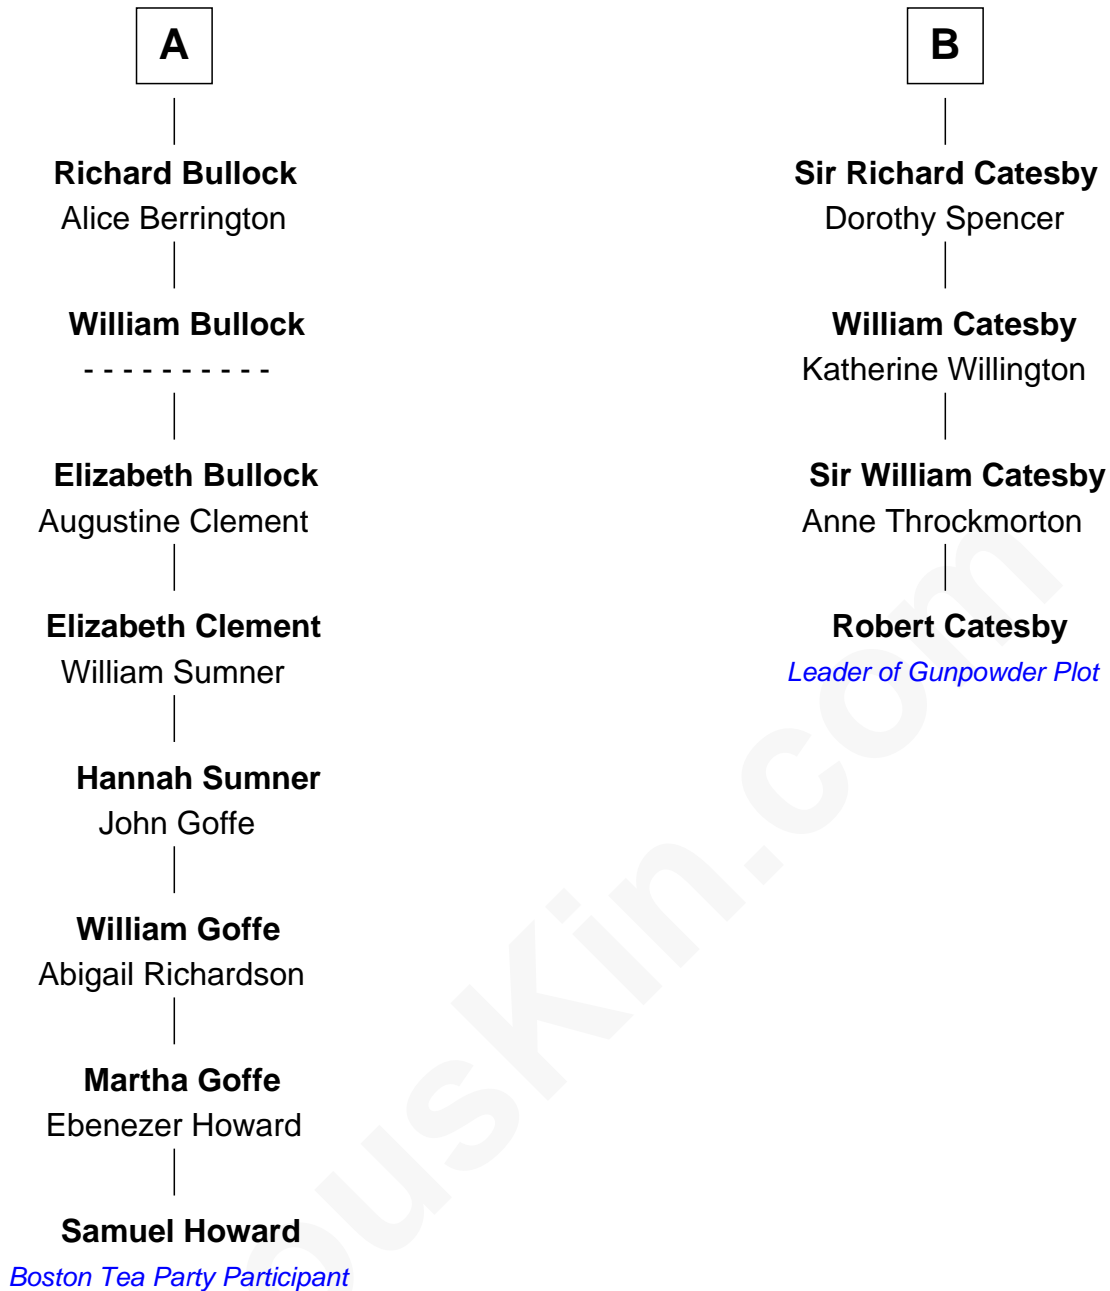 A
Richard Bullock
Alice Berrington
William Bullock
- - - - - - - - - -
Elizabeth Bullock
Augustine Clement
Elizabeth Clement
William Sumner
Hannah Sumner
John Goffe
William Goffe
Abigail Richardson
Martha Goffe
Ebenezer Howard
Samuel Howard
Boston Tea Party Participant
B
Sir Richard Catesby
Dorothy Spencer
William Catesby
Katherine Willington
Sir William Catesby
Anne Throckmorton
Robert Catesby
Leader of Gunpowder Plot
ousKin.com